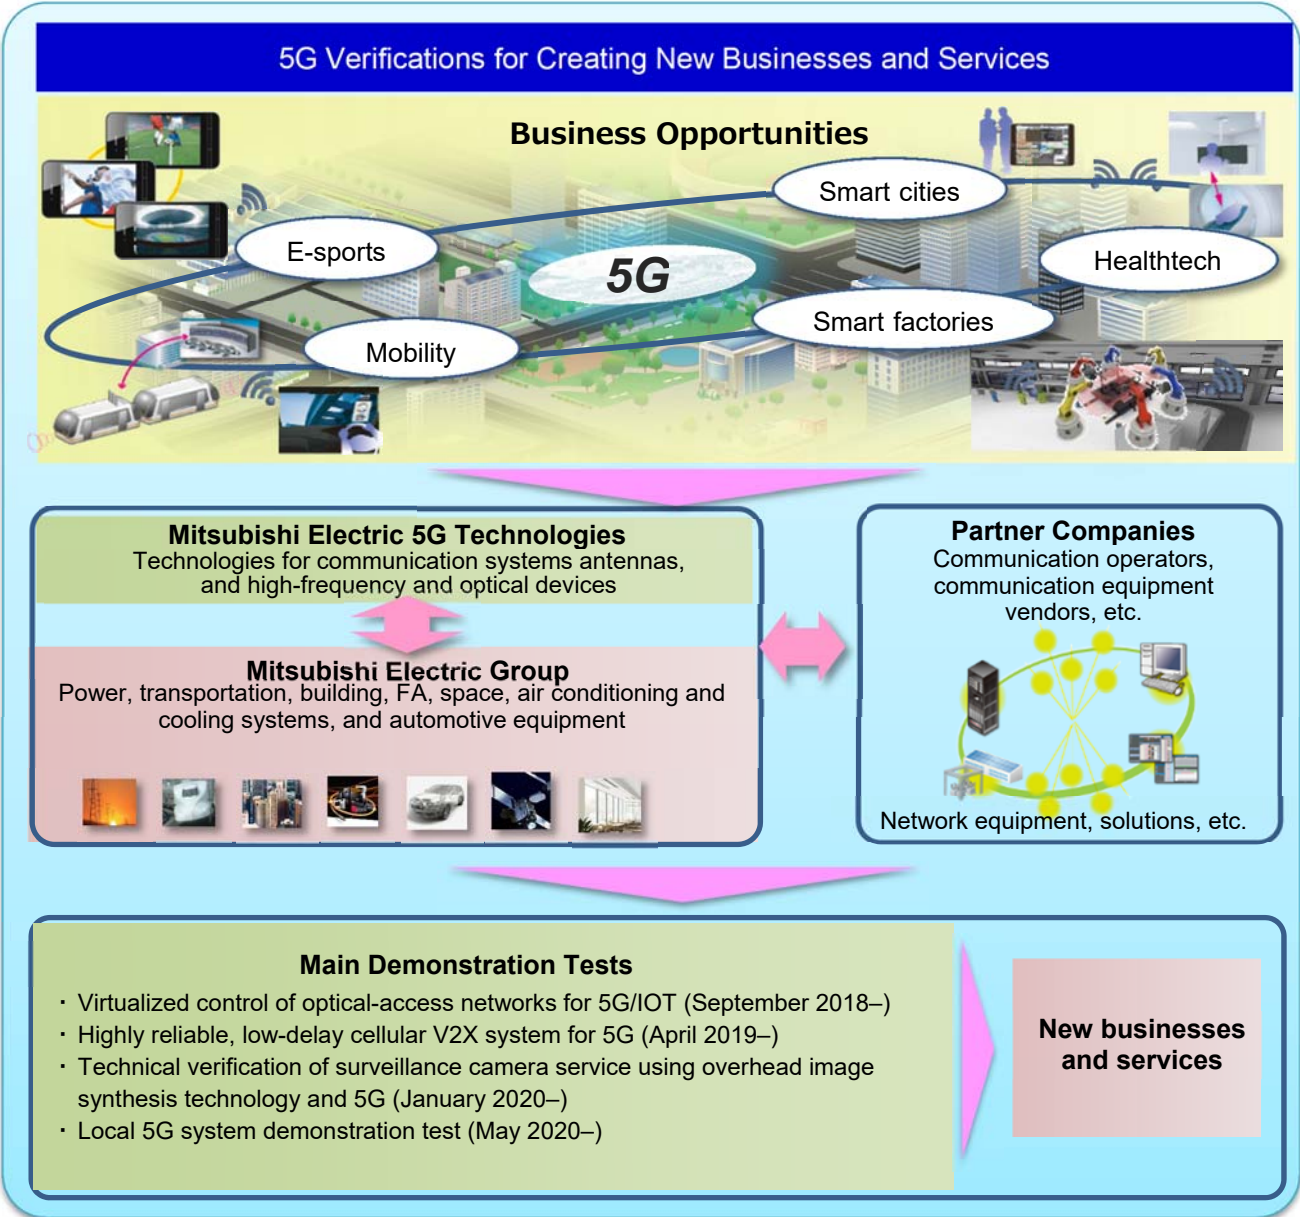 5G Verifications for Creating New Businesses and Services
Business Opportunities
Smart cities
E-sports
5G
Healthtech
Smart factories
Mobility
Mitsubishi Electric 5G Technologies
Technologies for communication systems antennas,
and high-frequency and optical devices
Mitsubishi Electric Group
Power, transportation, building, FA, space, air conditioning and
cooling systems, and automotive equipment
Partner Companies
Communication operators,
communication equipment
vendors, etc.
Network equipment, solutions, etc.
Main Demonstration Tests
・Virtualized control of optical-access networks for 5G/IOT (September 2018–)
・Highly reliable, low-delay cellular V2X system for 5G (April 2019–)
・Technical verification of surveillance camera service using overhead image
synthesis technology and 5G (January 2020–)
・Local 5G system demonstration test (May 2020–)
New businesses
and services